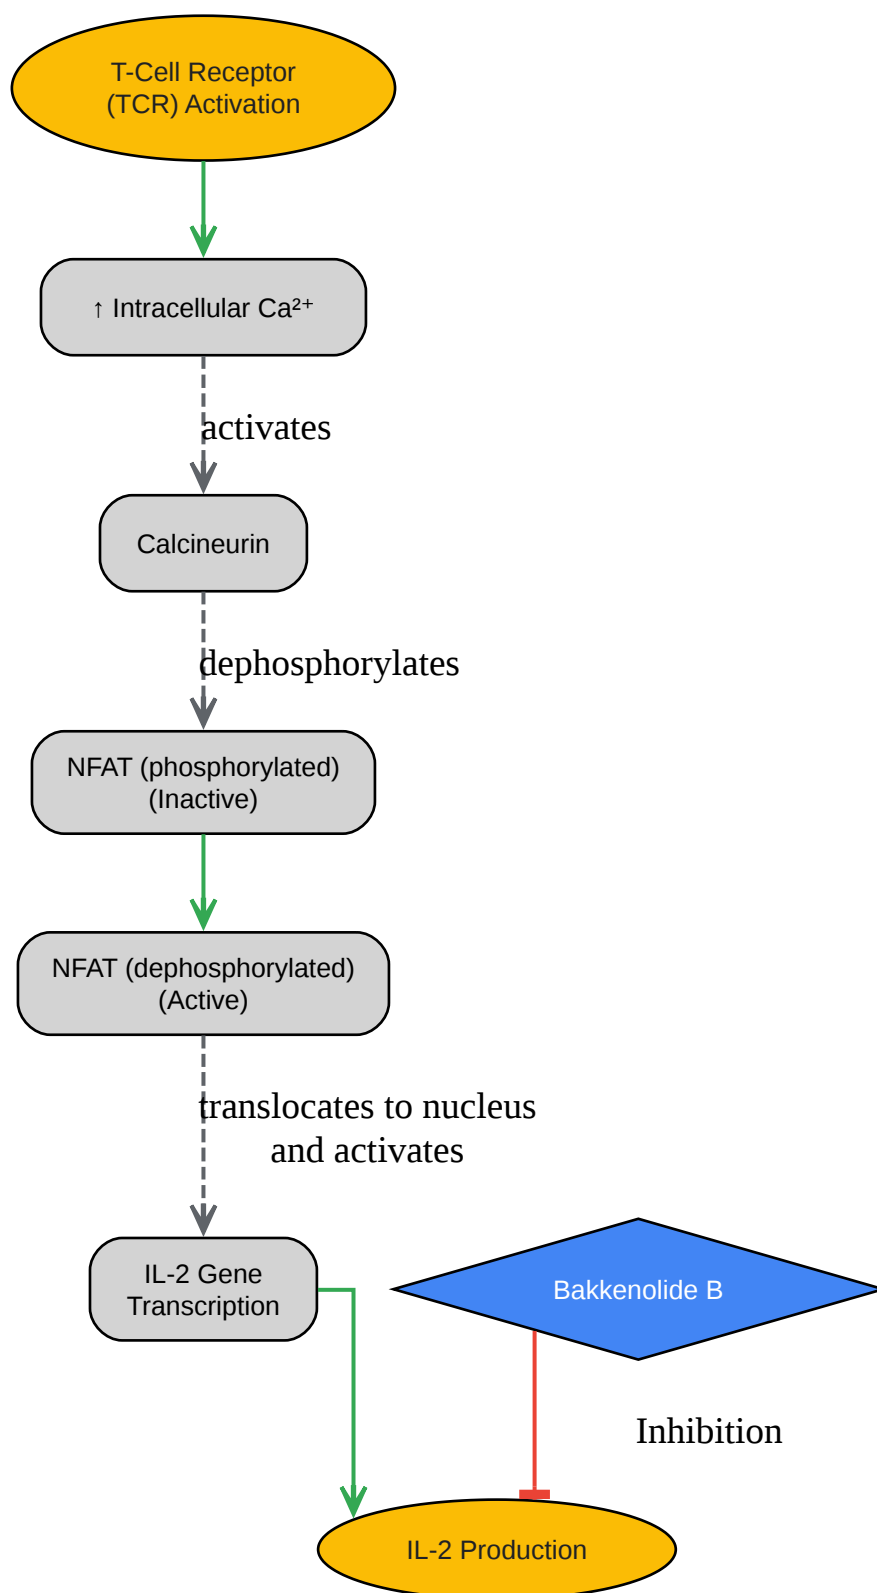 T-Cell Receptor
(TCR) Activation
↑ Intracellular Ca²⁺
activates
Calcineurin
dephosphorylates
NFAT (phosphorylated)
(Inactive)
NFAT (dephosphorylated)
(Active)
translocates to nucleus
and activates
IL-2 Gene
Transcription
Bakkenolide B
Inhibition
IL-2 Production